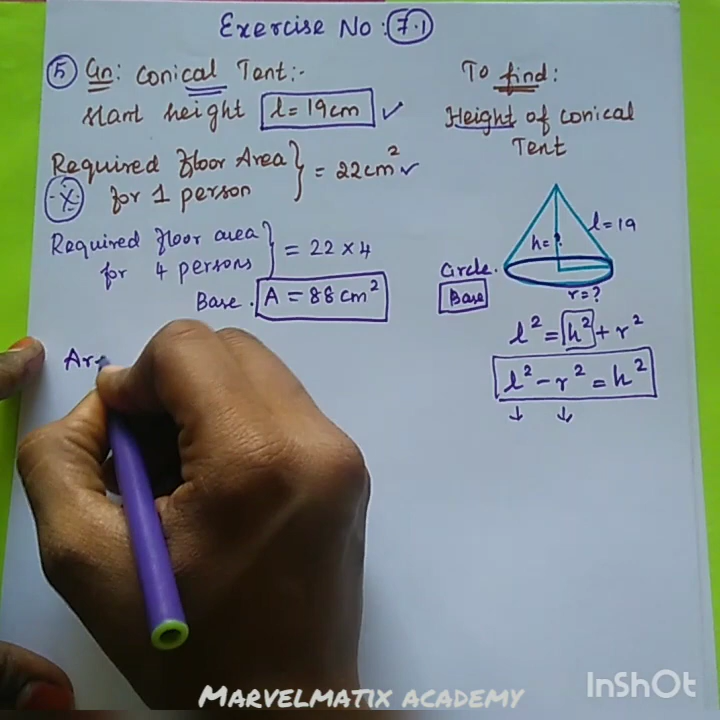 Exercise No: 7.1
5 Gn: Conical Tent:-
slant height l = 19cm ✓
Required floor Area
for 1 person } = 22cm² ✓
X
Required floor area
for 4 persons } = 22 × 4
Base. A = 88 cm²
Are
To find:
Height of conical
Tent
l = 19
h = ?
Circle.
Base
r = ?
l² = h² + r²
l² - r² = h²
↓ ↓
MARVELMATIX ACADEMY
InShOt